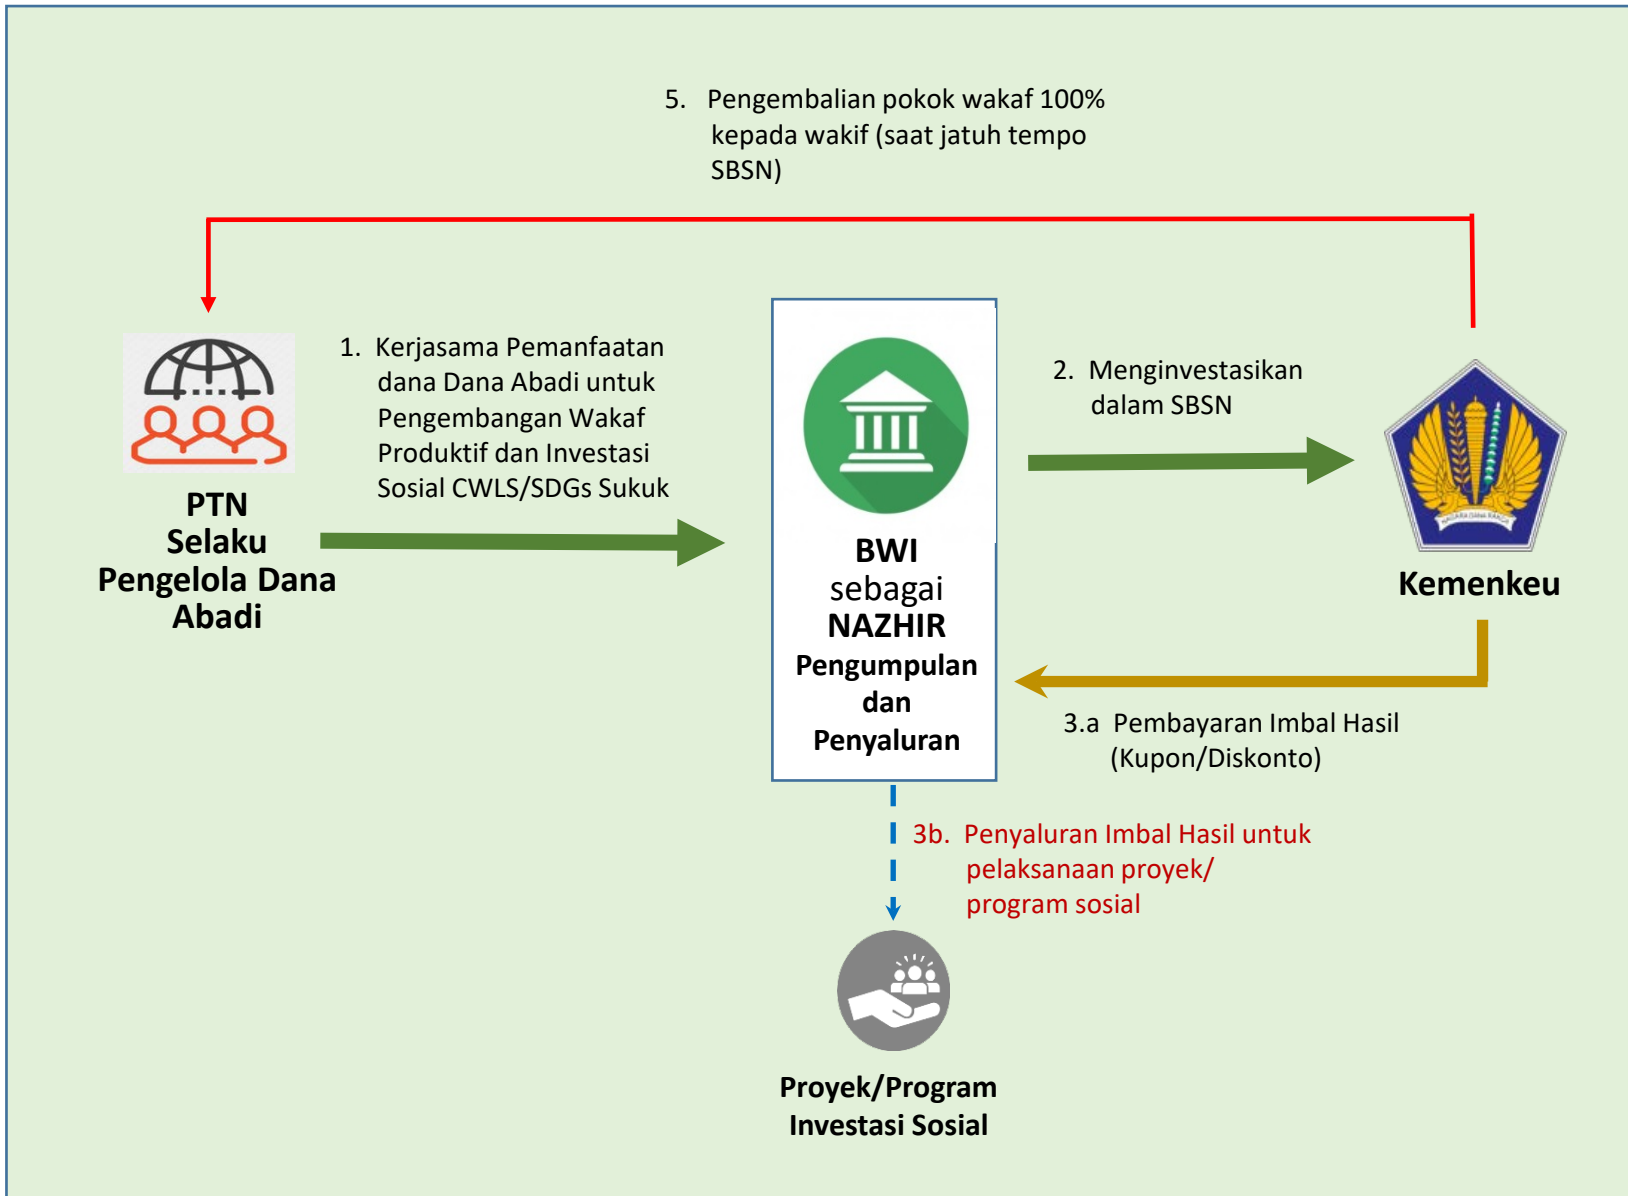 5. Pengembalian pokok wakaf 100%
kepada wakif (saat jatuh tempo
SBSN)
1. Kerjasama Pemanfaatan
dana Dana Abadi untuk
Pengembangan Wakaf
Produktif dan Investasi
Sosial CWLS/SDGs Sukuk
PTN
Selaku
Pengelola Dana
Abadi
BWI
sebagai
NAZHIR
Pengumpulan
dan
Penyaluran
2. Menginvestasikan
dalam SBSN
NAGARA DANA RAKCA
Kemenkeu
3.a Pembayaran Imbal Hasil
(Kupon/Diskonto)
3b. Penyaluran Imbal Hasil untuk
pelaksanaan proyek/
program sosial
Proyek/Program
Investasi Sosial